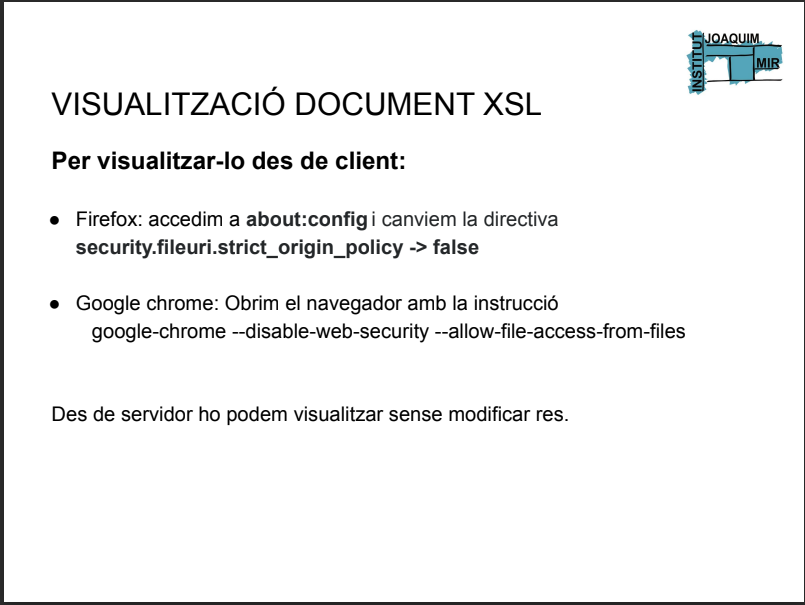 INSTITUT
JOAQUIM
MIR
VISUALITZACIÓ DOCUMENT XSL
Per visualitzar-lo des de client:
● Firefox: accedim a about:config i canviem la directiva
security.fileuri.strict_origin_policy -> false
● Google chrome: Obrim el navegador amb la instrucció
google-chrome --disable-web-security --allow-file-access-from-files
Des de servidor ho podem visualitzar sense modificar res.